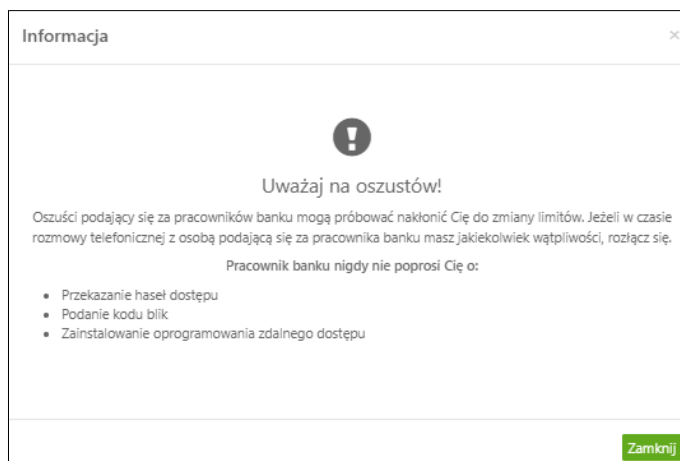 Informacja
×
Uważaj na oszustów!
Oszuści podający się za pracowników banku mogą próbować nakłonić Cię do zmiany limitów. Jeżeli w czasie
rozmowy telefonicznej z osobą podającą się za pracownika banku masz jakiekolwiek wątpliwości, rozłącz się.
Pracownik banku nigdy nie poprosi Cię o:
• Przekazanie haseł dostępu
• Podanie kodu blik
• Zainstalowanie oprogramowania zdalnego dostępu
Zamknij